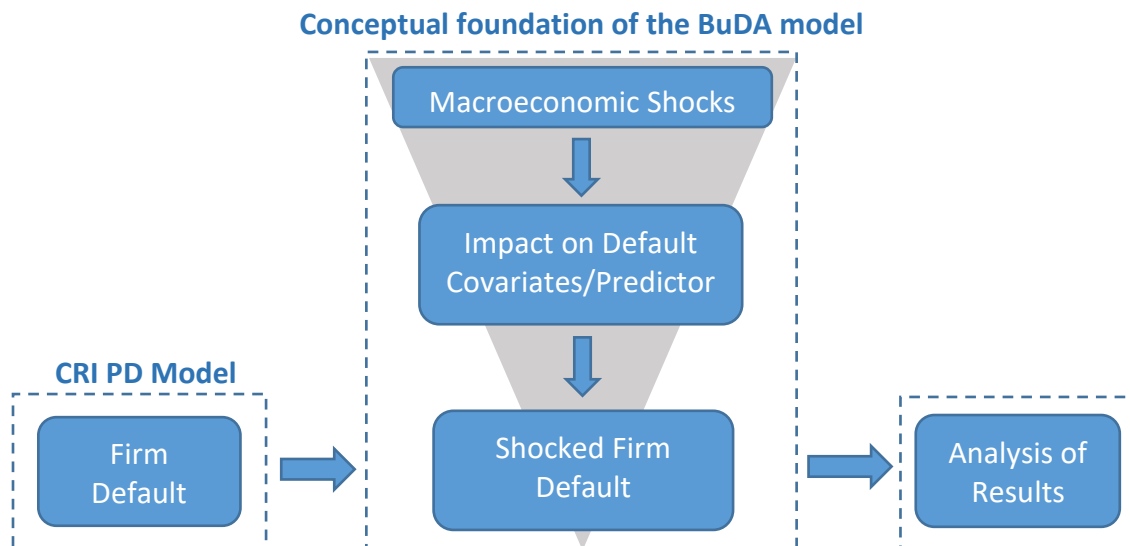 Conceptual foundation of the BuDA model
Macroeconomic Shocks
Impact on Default
Covariates/Predictor
CRI PD Model
Firm
Default
Shocked Firm
Default
Analysis of
Results